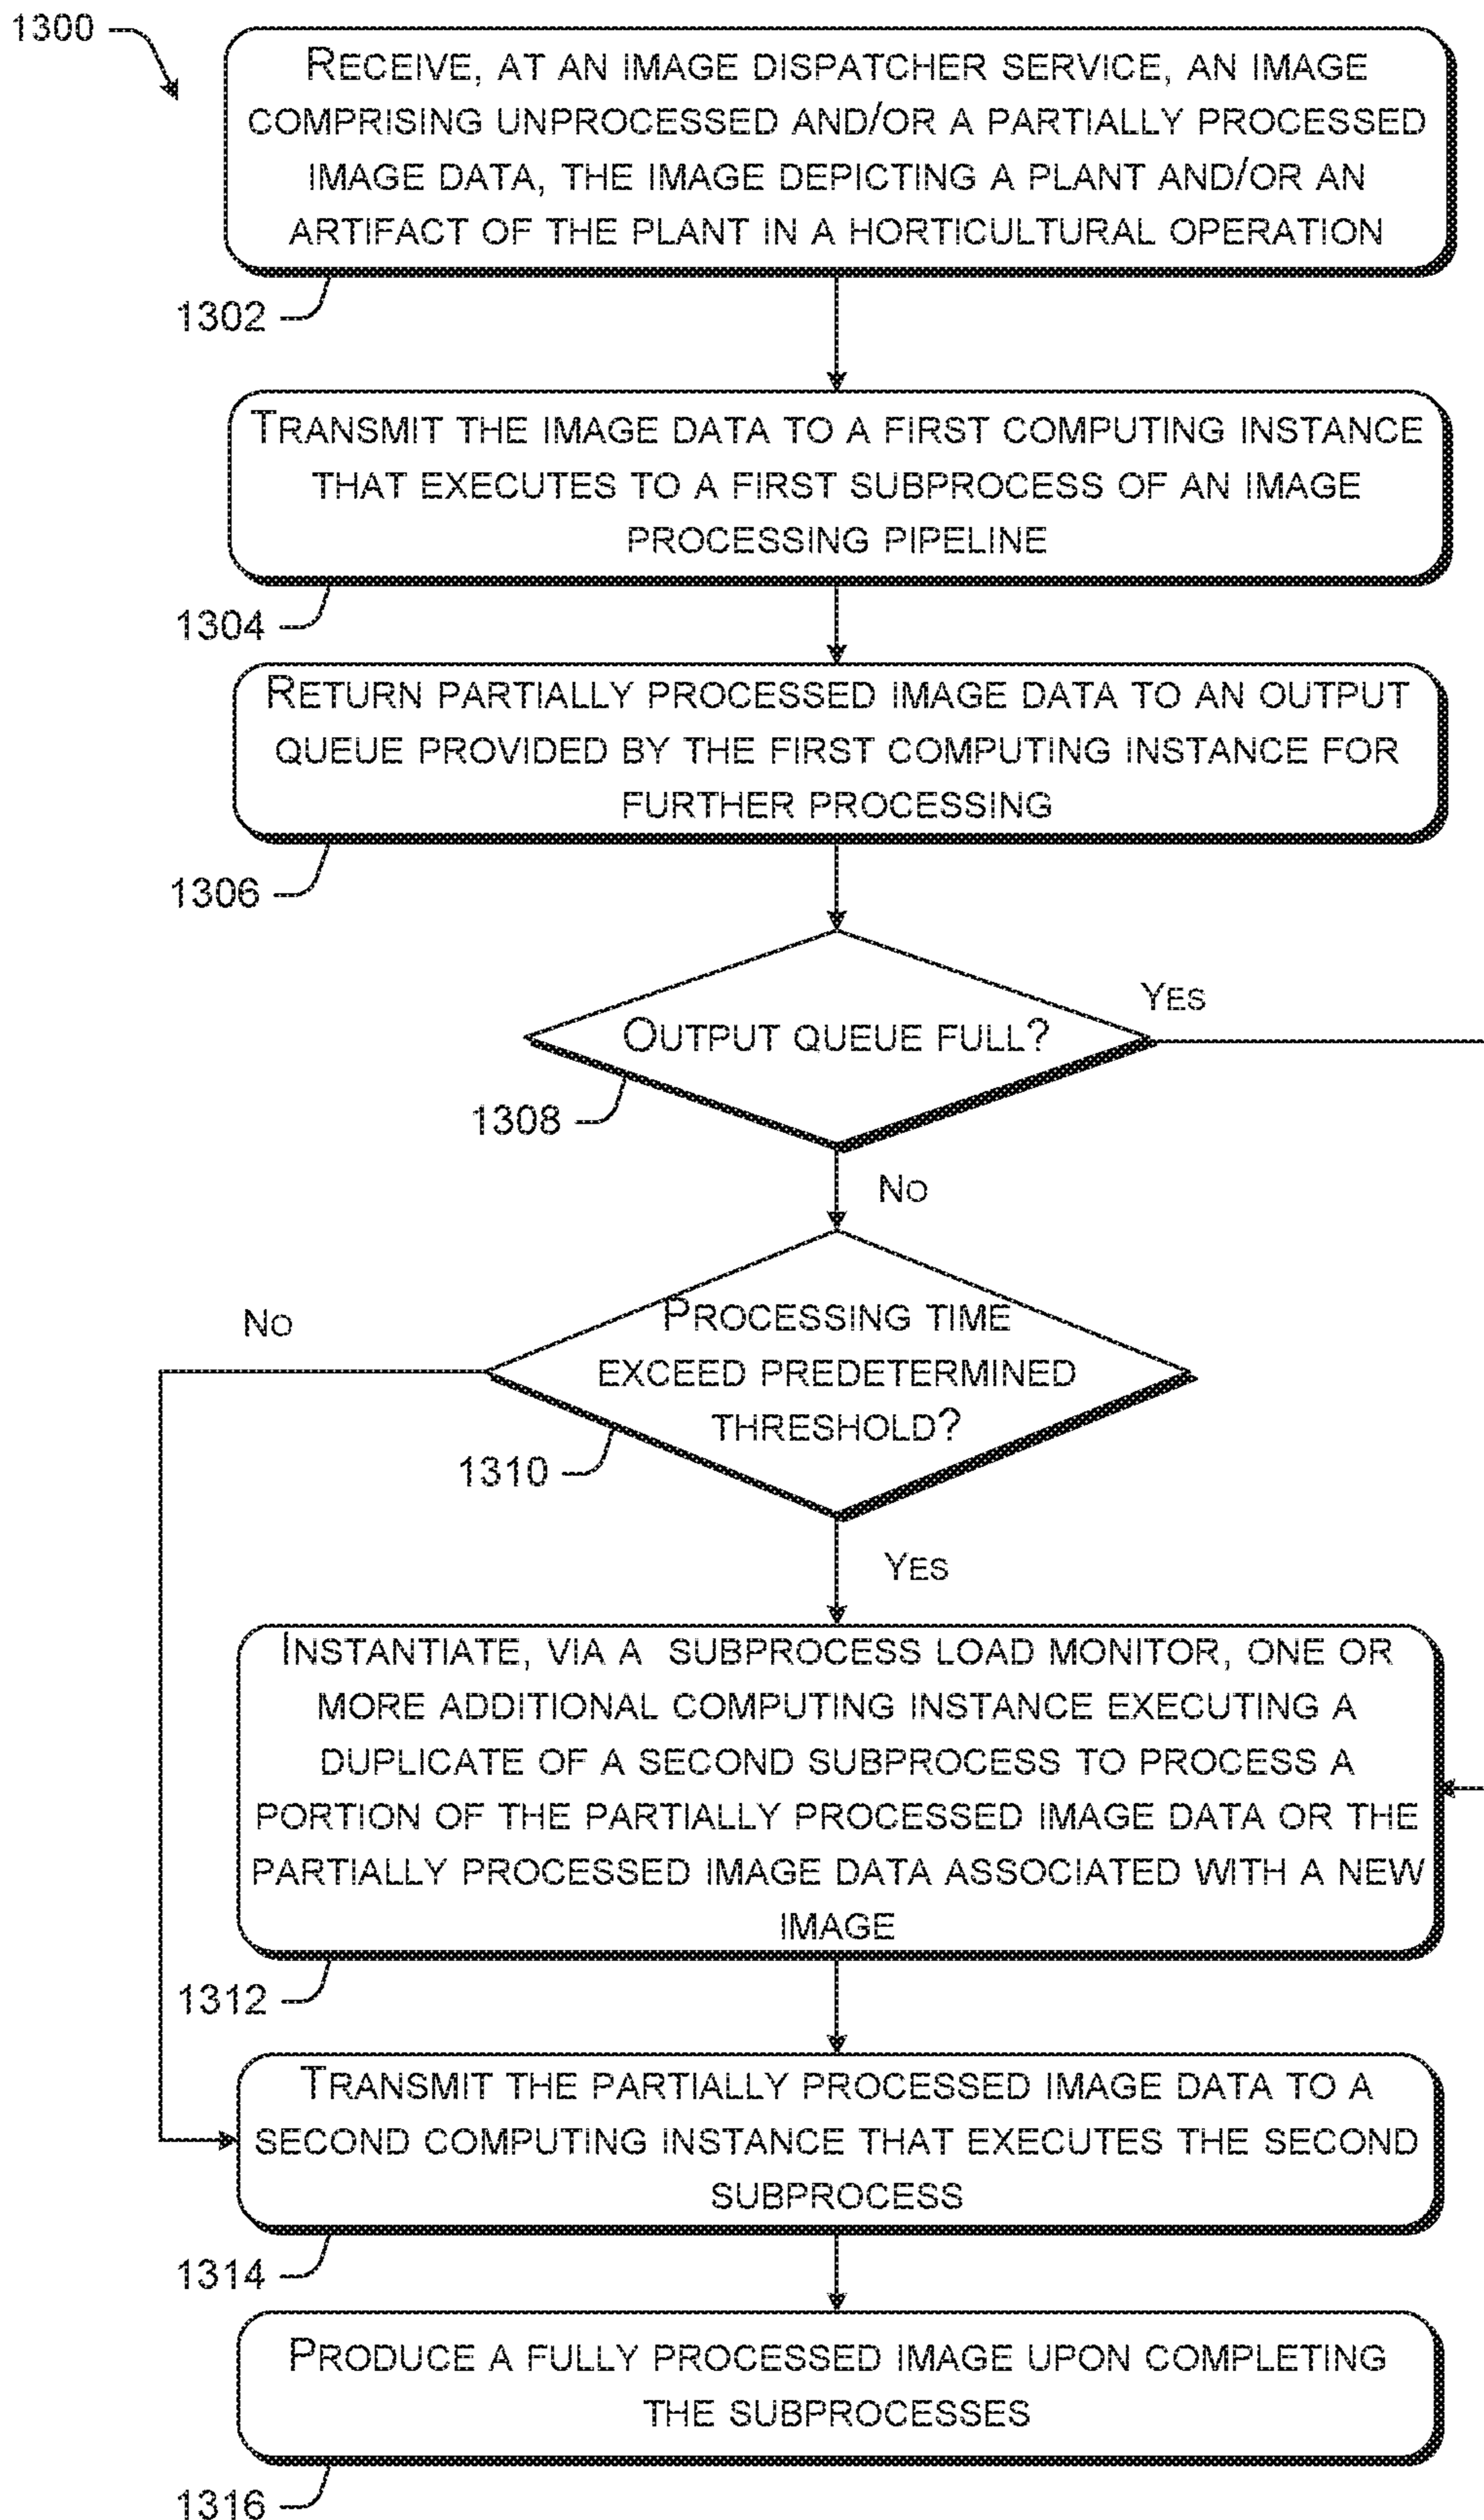 1300
RECEIVE, AT AN IMAGE DISPATCHER SERVICE, AN IMAGE
COMPRISING UNPROCESSED AND/OR A PARTIALLY PROCESSED
IMAGE DATA, THE IMAGE DEPICTING A PLANT AND/OR AN
ARTIFACT OF THE PLANT IN A HORTICULTURAL OPERATION
1302
TRANSMIT THE IMAGE DATA TO A FIRST COMPUTING INSTANCE
THAT EXECUTES TO A FIRST SUBPROCESS OF AN IMAGE
PROCESSING PIPELINE
1304
RETURN PARTIALLY PROCESSED IMAGE DATA TO AN OUTPUT
QUEUE PROVIDED BY THE FIRST COMPUTING INSTANCE FOR
FURTHER PROCESSING
1306
YES
OUTPUT QUEUE FULL?
1308
NO
NO
PROCESSING TIME
EXCEED PREDETERMINED
THRESHOLD?
1310
YES
INSTANTIATE, VIA A SUBPROCESS LOAD MONITOR, ONE OR
MORE ADDITIONAL COMPUTING INSTANCE EXECUTING A
DUPLICATE OF A SECOND SUBPROCESS TO PROCESS A
PORTION OF THE PARTIALLY PROCESSED IMAGE DATA OR THE
PARTIALLY PROCESSED IMAGE DATA ASSOCIATED WITH A NEW
IMAGE
1312
TRANSMIT THE PARTIALLY PROCESSED IMAGE DATA TO A
SECOND COMPUTING INSTANCE THAT EXECUTES THE SECOND
SUBPROCESS
1314
PRODUCE A FULLY PROCESSED IMAGE UPON COMPLETING
THE SUBPROCESSES
1316